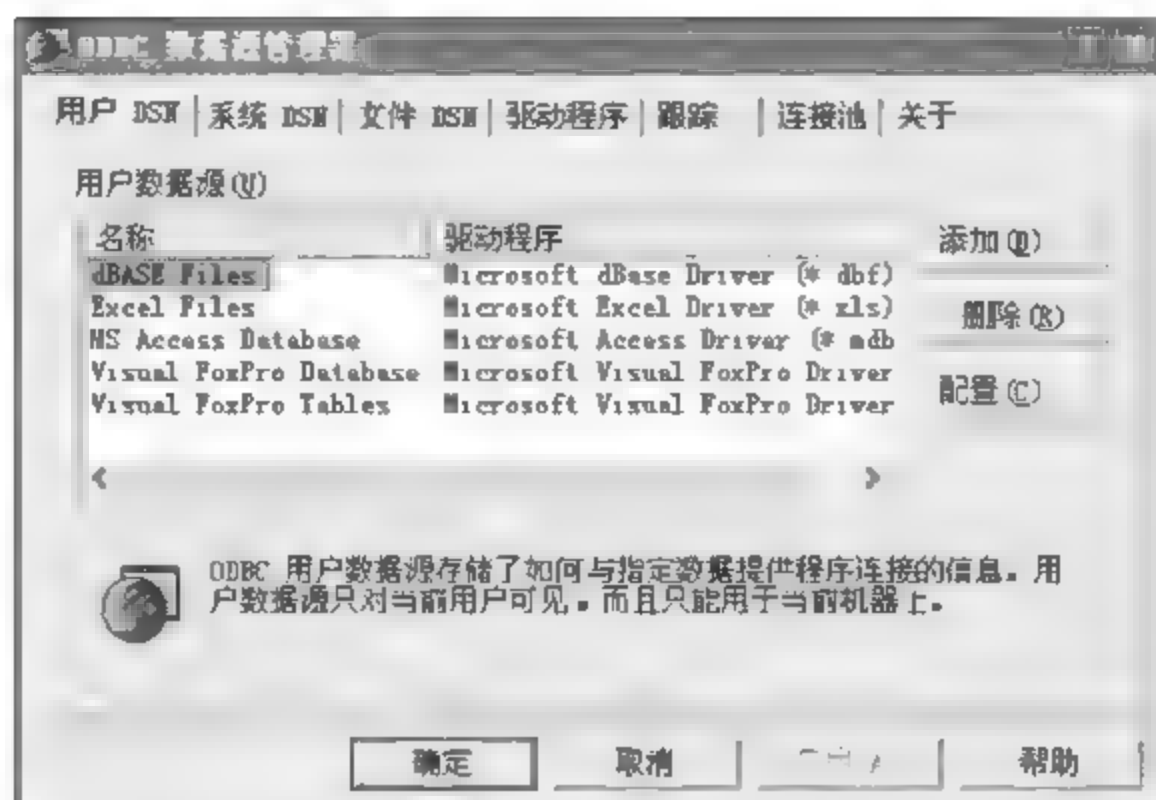 ODBC 数据源管理器
用户 DSN 系统 DSN 文件 DSN 驱动程序 跟踪 连接池 关于
用户数据源(U)
名称 驱动程序
dBASE Files Microsoft dBase Driver (*.dbf)
Excel Files Microsoft Excel Driver (*.xls)
MS Access Database Microsoft Access Driver (*.mdb
Visual FoxPro Database Microsoft Visual FoxPro Driver
Visual FoxPro Tables Microsoft Visual FoxPro Driver
添加(D)
删除(R)
配置(C)
ODBC 用户数据源存储了如何与指定数据提供程序连接的信息。用
户数据源只对当前用户可见，而且只能用于当前机器上。
确定 取消 帮助